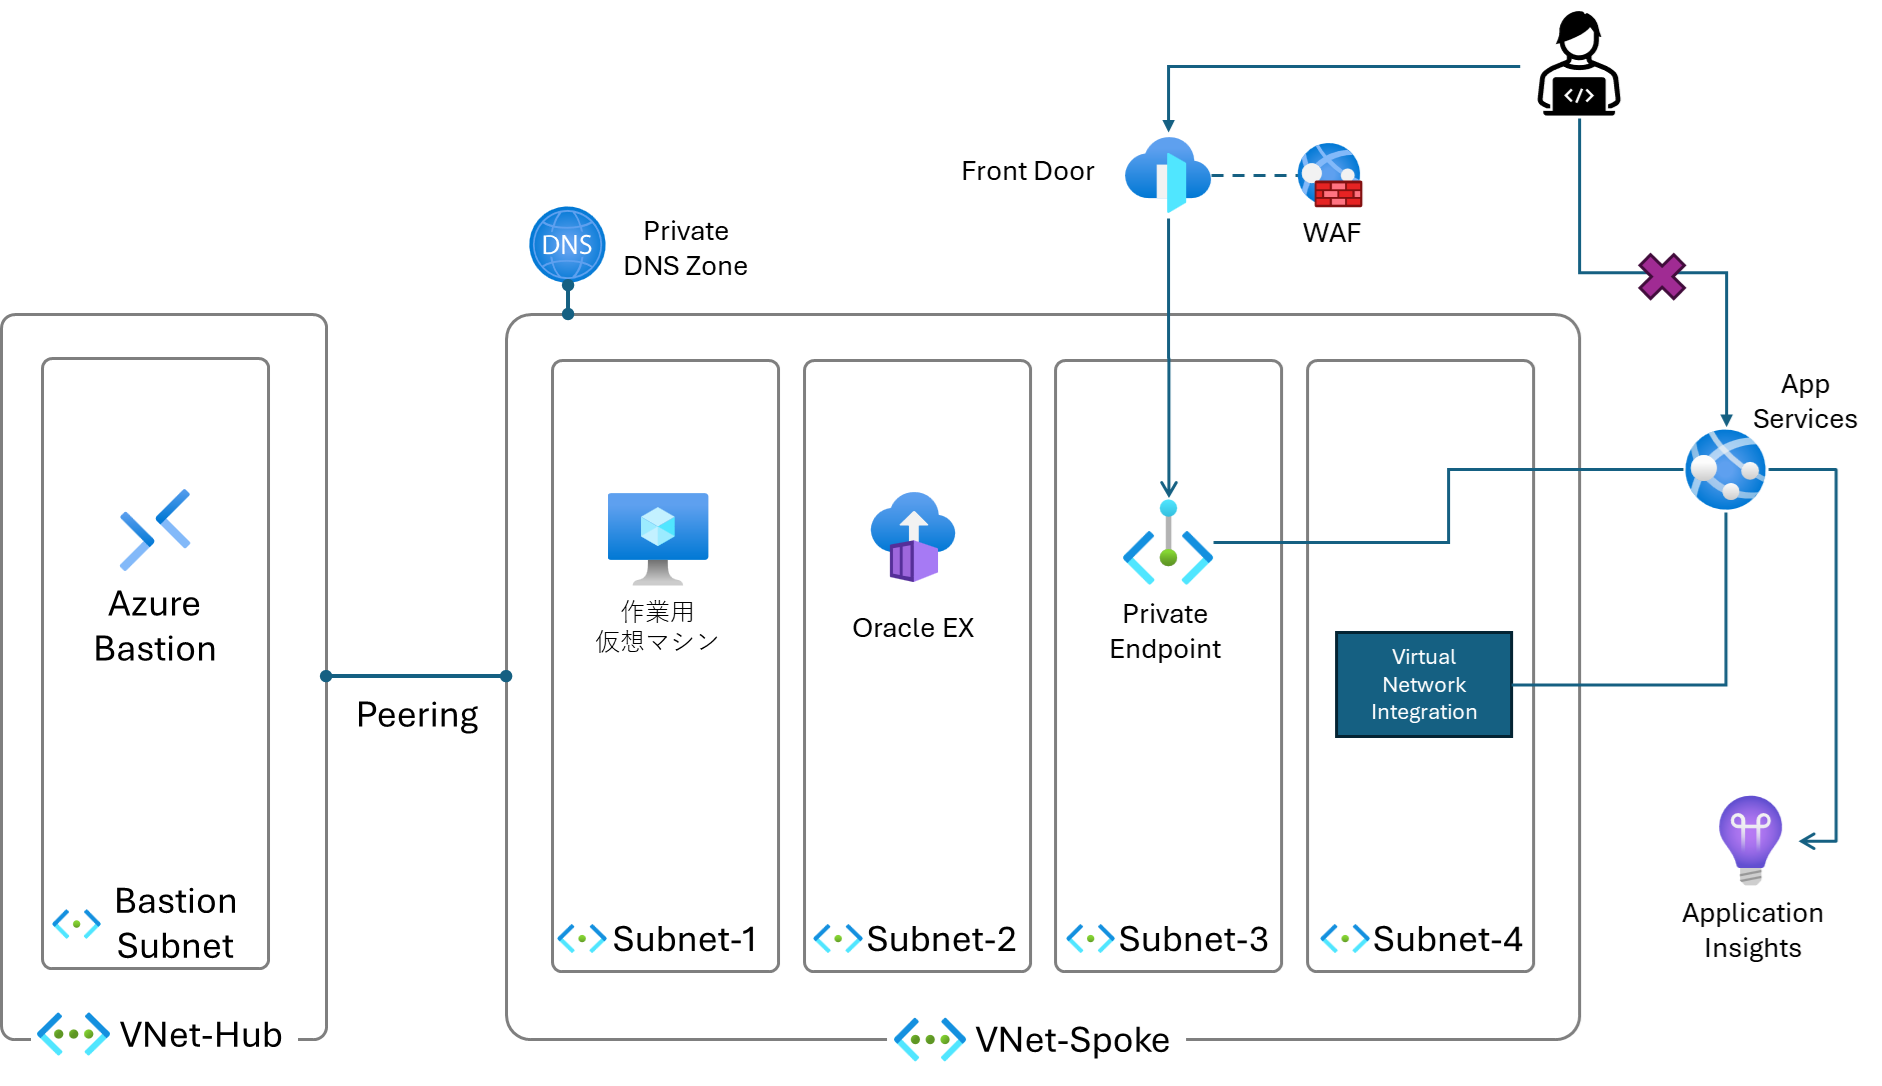 Front Door
WAF
DNS
Private
DNS Zone
App
Services
Azure
Bastion
作業用
仮想マシン
Oracle EX
Private
Endpoint
Virtual
Network
Integration
Peering
Bastion
Subnet
Subnet-1
Subnet-2
Subnet-3
Subnet-4
Application
Insights
VNet-Hub
VNet-Spoke